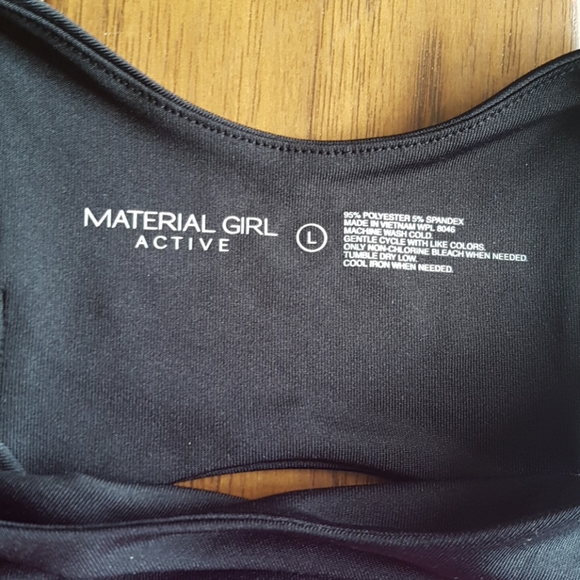 MATERIAL GIRL
ACTIVE
L
95% POLYESTER 5% SPANDEX
MADE IN VIETNAM WPL 8046
MACHINE WASH COLD.
GENTLE CYCLE WITH LIKE COLORS.
ONLY NON-CHLORINE BLEACH WHEN NEEDED.
TUMBLE DRY LOW.
COOL IRON WHEN NEEDED.